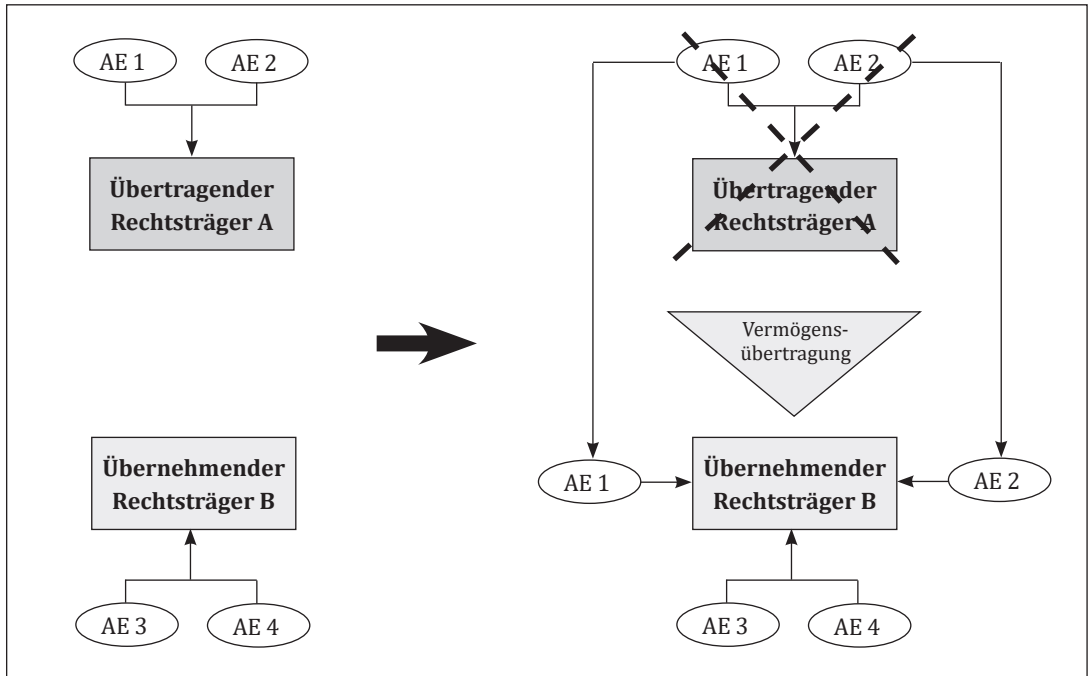 AE 1
AE 2
Übertragender
Rechtsträger A
Übernehmender
Rechtsträger B
AE 3
AE 4
AE 1
AE 2
Übertragender
Rechtsträger A
Vermögens-
übertragung
AE 1
Übernehmender
Rechtsträger B
AE 2
AE 3
AE 4